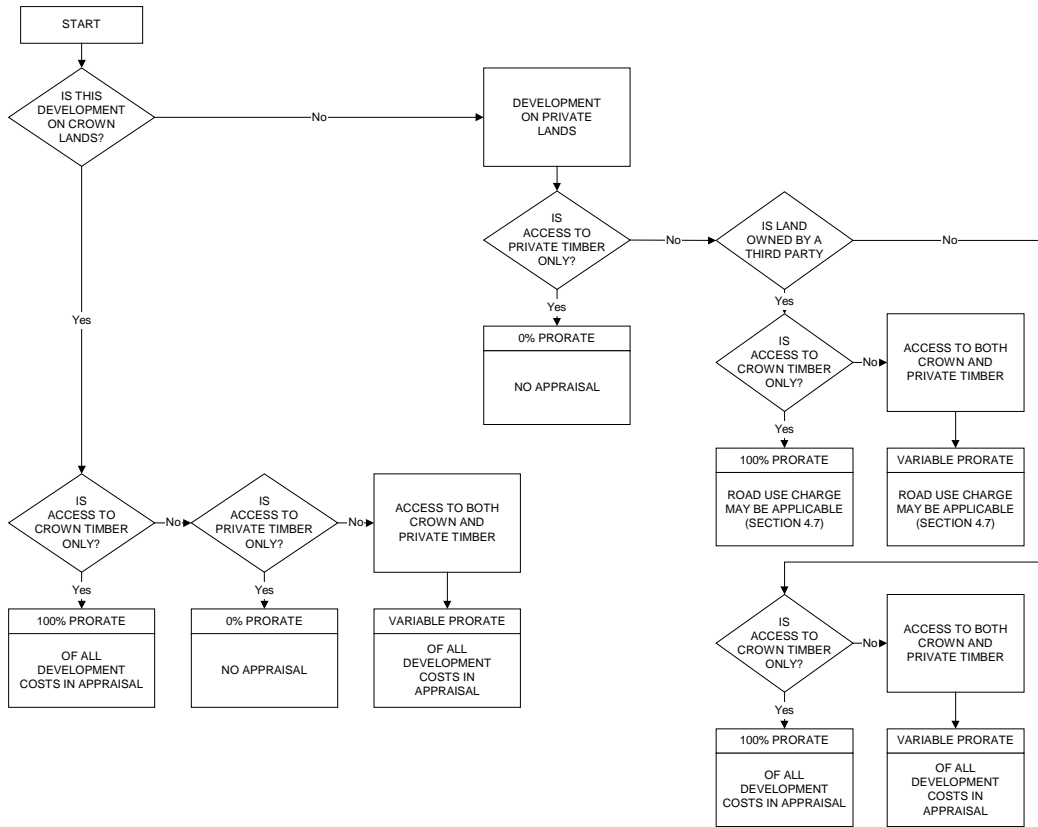 START
IS THIS
DEVELOPMENT
ON CROWN
LANDS?
No
DEVELOPMENT
ON PRIVATE
LANDS
IS
ACCESS TO
PRIVATE TIMBER
ONLY?
No
IS LAND
OWNED BY A
THIRD PARTY
No
Yes
Yes
Yes
0% PRORATE
NO APPRAISAL
IS
ACCESS TO
CROWN TIMBER
ONLY?
No
ACCESS TO BOTH
CROWN AND
PRIVATE TIMBER
Yes
100% PRORATE
ROAD USE CHARGE
MAY BE APPLICABLE
(SECTION 4.7)
VARIABLE PRORATE
ROAD USE CHARGE
MAY BE APPLICABLE
(SECTION 4.7)
IS
ACCESS TO
CROWN TIMBER
ONLY?
No
IS
ACCESS TO
PRIVATE TIMBER
ONLY?
No
ACCESS TO BOTH
CROWN AND
PRIVATE TIMBER
Yes
Yes
100% PRORATE
OF ALL
DEVELOPMENT
COSTS IN APPRAISAL
0% PRORATE
NO APPRAISAL
VARIABLE PRORATE
OF ALL
DEVELOPMENT
COSTS IN
APPRAISAL
IS
ACCESS TO
CROWN TIMBER
ONLY?
No
ACCESS TO BOTH
CROWN AND
PRIVATE TIMBER
Yes
100% PRORATE
OF ALL
DEVELOPMENT
COSTS IN APPRAISAL
VARIABLE PRORATE
OF ALL
DEVELOPMENT
COSTS IN
APPRAISAL